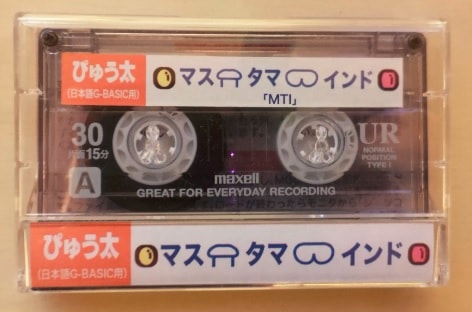 ぴゅう太
(日本語G-BASIC用)
マスタマインド
「MTI」
30
片面15分
UR
NORMAL
POSITION
TYPE I
A
maxell
GREAT FOR EVERYDAY RECORDING
ぴゅう太
(日本語G-BASIC用)
マスタマインド